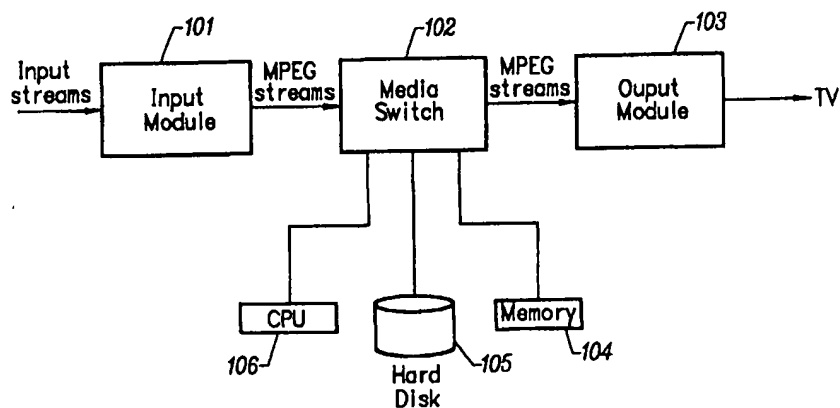 101
102
103
Input
streams
Input
Module
MPEG
streams
Media
Switch
MPEG
streams
Ouput
Module
TV
CPU
106
105
Hard
Disk
Memory
104